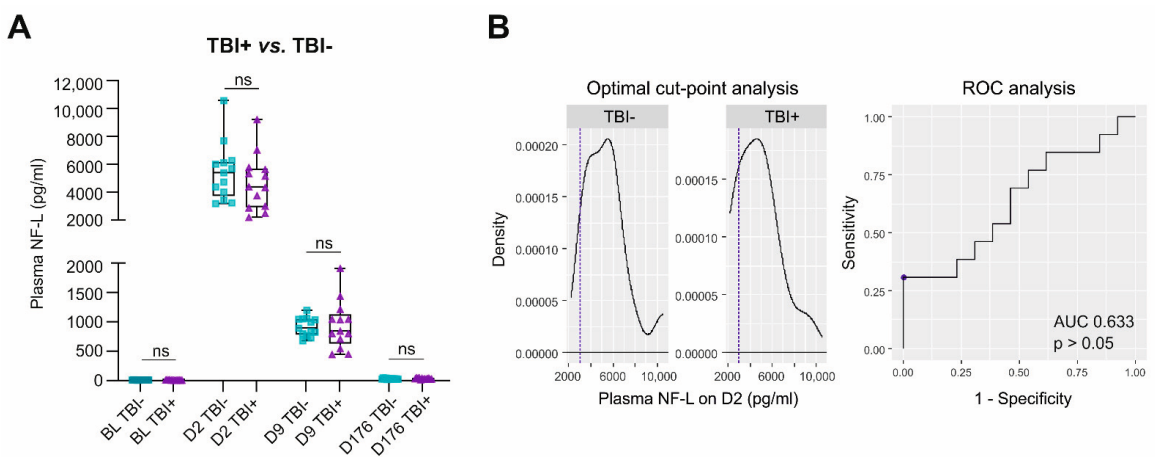 A
TBI+ vs. TBI-
Plasma NF-L (pg/ml)
12,000
10,000
8000
6000
4000
2000
2000
1500
1000
500
0
ns
ns
ns
ns
BL TBI-
BL TBI+
D2 TBI-
D2 TBI+
D9 TBI-
D9 TBI+
D176 TBI-
D176 TBI+
B
Optimal cut-point analysis
TBI-
TBI+
Density
0.00020
0.00015
0.00010
0.00005
0.00000
0.00015
0.00010
0.00005
0.00000
2000 6000 10,000
2000 6000 10,000
Plasma NF-L on D2 (pg/ml)
ROC analysis
Sensitivity
1.00
0.75
0.50
0.25
0.00
AUC 0.633
p > 0.05
0.00 0.25 0.50 0.75 1.00
1 - Specificity